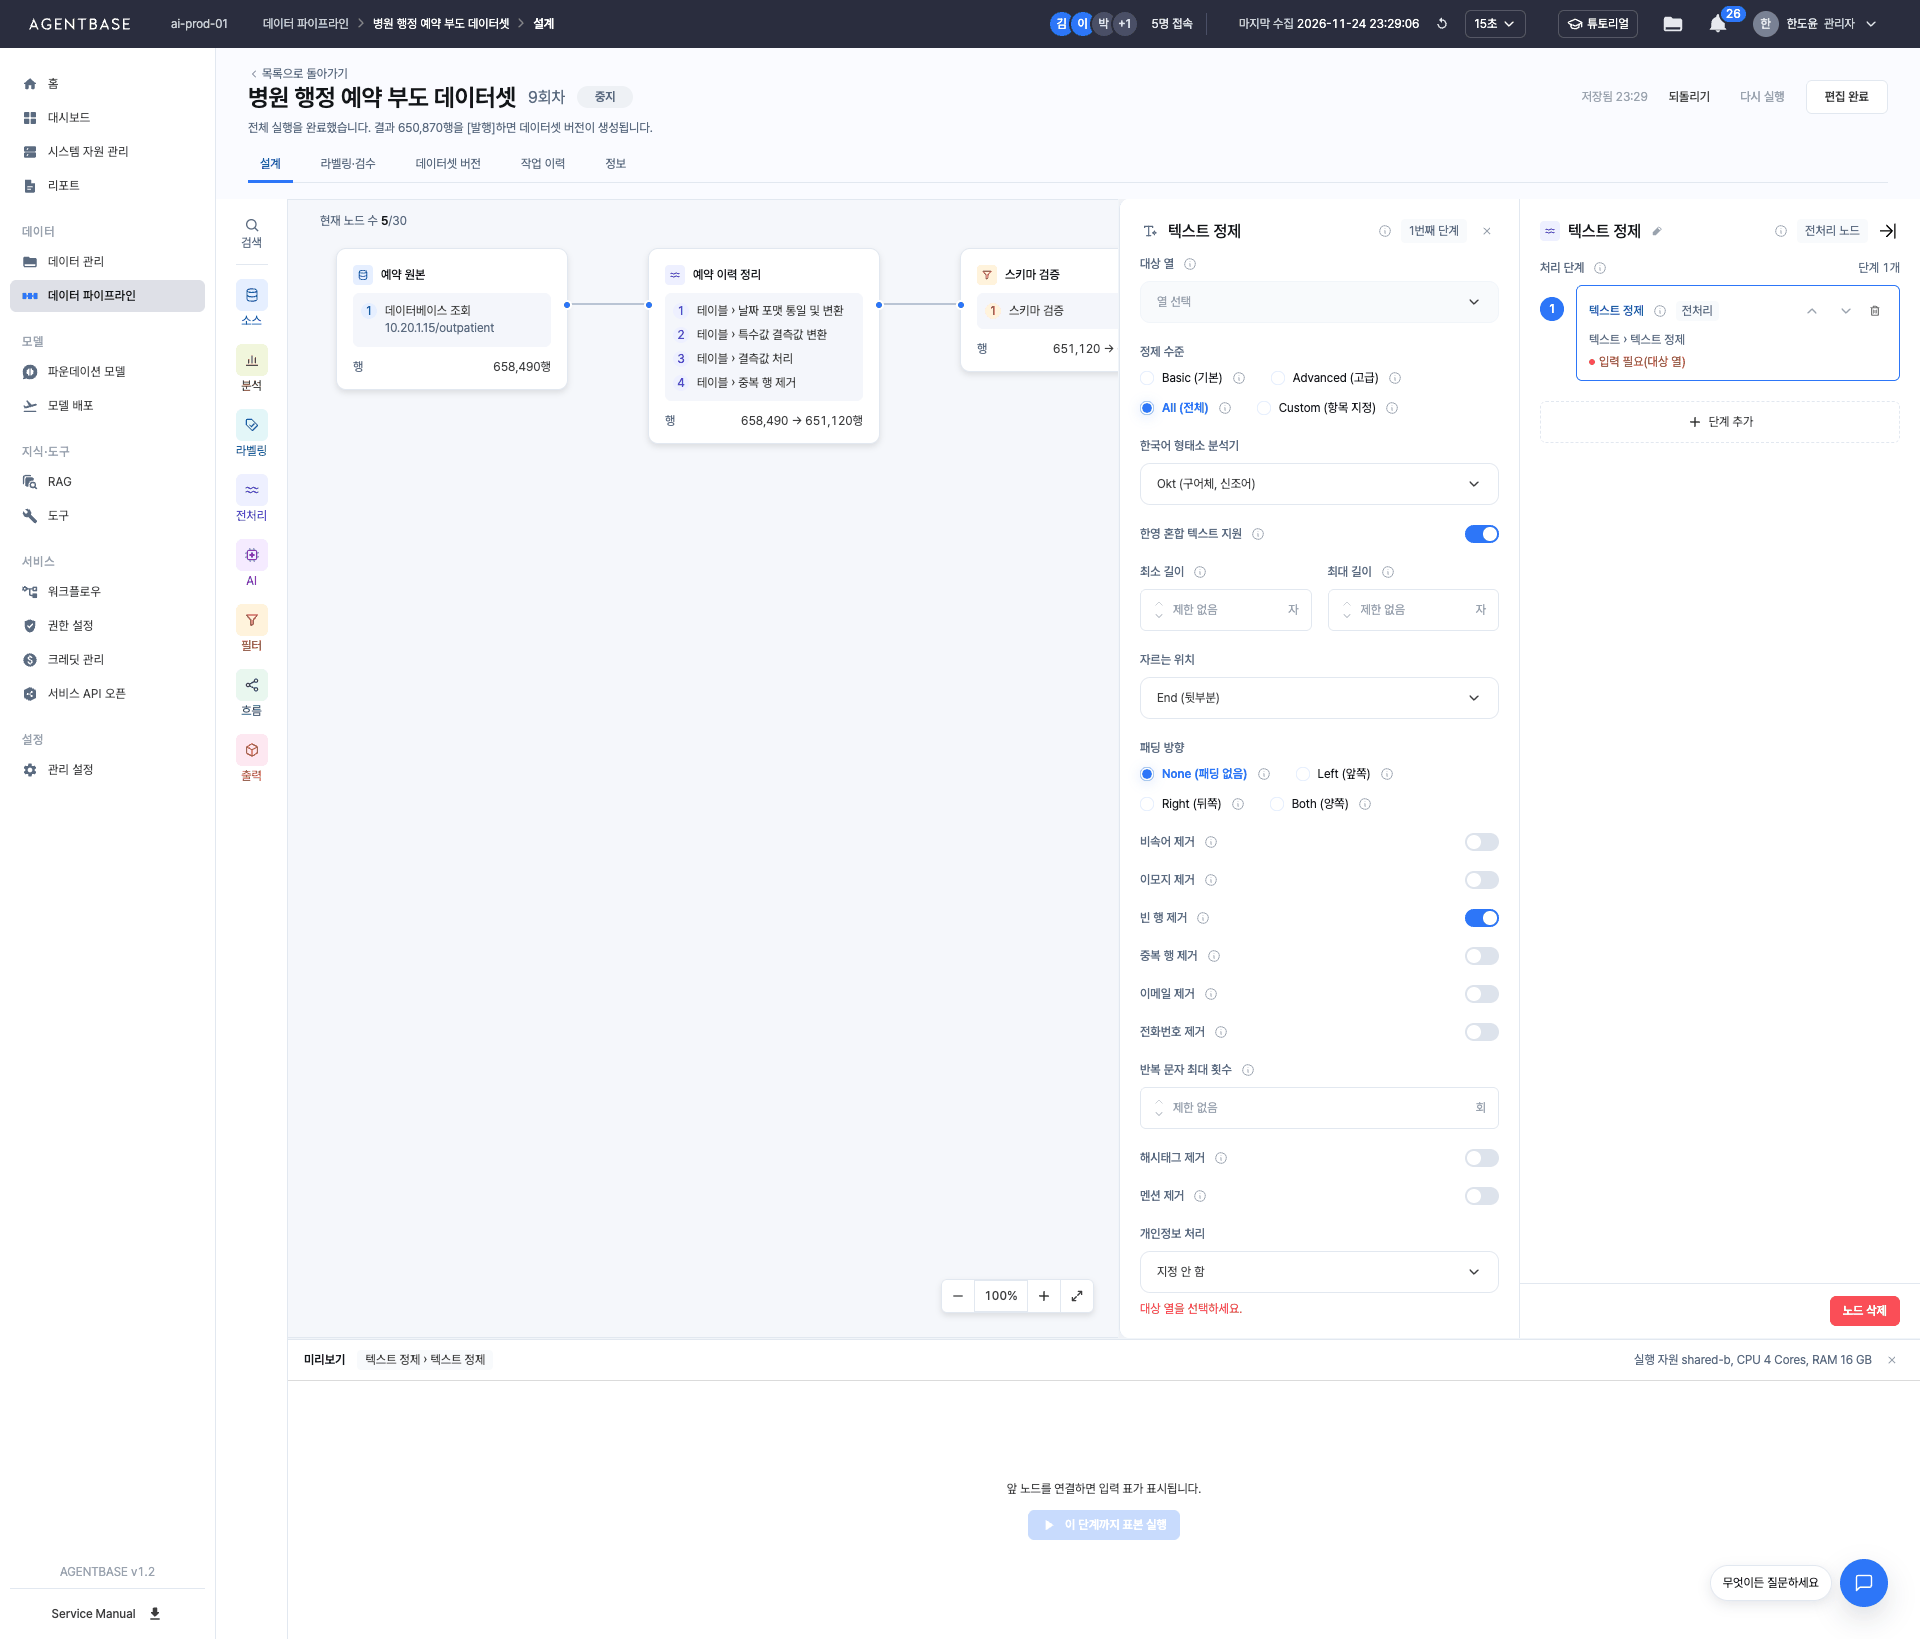 AGENTBASE
ai-prod-01
데이터 파이프라인 > 병원 행정 예약 부도 데이터셋 > 설계
김 이 박 +1 5명 접속
마지막 수집 2026-11-24 23:29:06
15초
튜토리얼
26
한 한도윤 관리자
홈
대시보드
시스템 자원 관리
리포트
데이터
데이터 관리
데이터 파이프라인
모델
파운데이션 모델
모델 배포
지식·도구
RAG
도구
서비스
워크플로우
권한 설정
크레딧 관리
서비스 API 오픈
설정
관리 설정
AGENTBASE v1.2
Service Manual
목록으로 돌아가기
병원 행정 예약 부도 데이터셋 9회차 중지
전체 실행을 완료했습니다. 결과 650,870행을 [발행]하면 데이터셋 버전이 생성됩니다.
저장됨 23:29 되돌리기 다시 실행 편집 완료
설계 라벨링·검수 데이터셋 버전 작업 이력 정보
검색
소스
분석
라벨링
전처리
AI
필터
흐름
출력
현재 노드 수 5/30
예약 원본
1 데이터베이스 조회
10.20.1.15/outpatient
행 658,490행
예약 이력 정리
1 테이블 › 날짜 포맷 통일 및 변환
2 테이블 › 특수값 결측값 변환
3 테이블 › 결측값 처리
4 테이블 › 중복 행 제거
행 658,490 → 651,120행
스키마 검증
1 스키마 검증
행 651,120 →
100%
텍스트 정제 1번째 단계
대상 열
열 선택
정제 수준
Basic (기본) Advanced (고급)
All (전체) Custom (항목 지정)
한국어 형태소 분석기
Okt (구어체, 신조어)
한영 혼합 텍스트 지원
최소 길이 최대 길이
제한 없음 자 제한 없음 자
자르는 위치
End (뒷부분)
패딩 방향
None (패딩 없음) Left (앞쪽)
Right (뒤쪽) Both (양쪽)
비속어 제거
이모지 제거
빈 행 제거
중복 행 제거
이메일 제거
전화번호 제거
반복 문자 최대 횟수
제한 없음 회
해시태그 제거
멘션 제거
개인정보 처리
지정 안 함
대상 열을 선택하세요.
텍스트 정제 전처리 노드
처리 단계 단계 1개
1 텍스트 정제 전처리
텍스트 › 텍스트 정제
입력 필요(대상 열)
단계 추가
노드 삭제
미리보기 텍스트 정제 › 텍스트 정제
실행 자원 shared-b, CPU 4 Cores, RAM 16 GB
앞 노드를 연결하면 입력 표가 표시됩니다.
이 단계까지 표본 실행
무엇이든 질문하세요